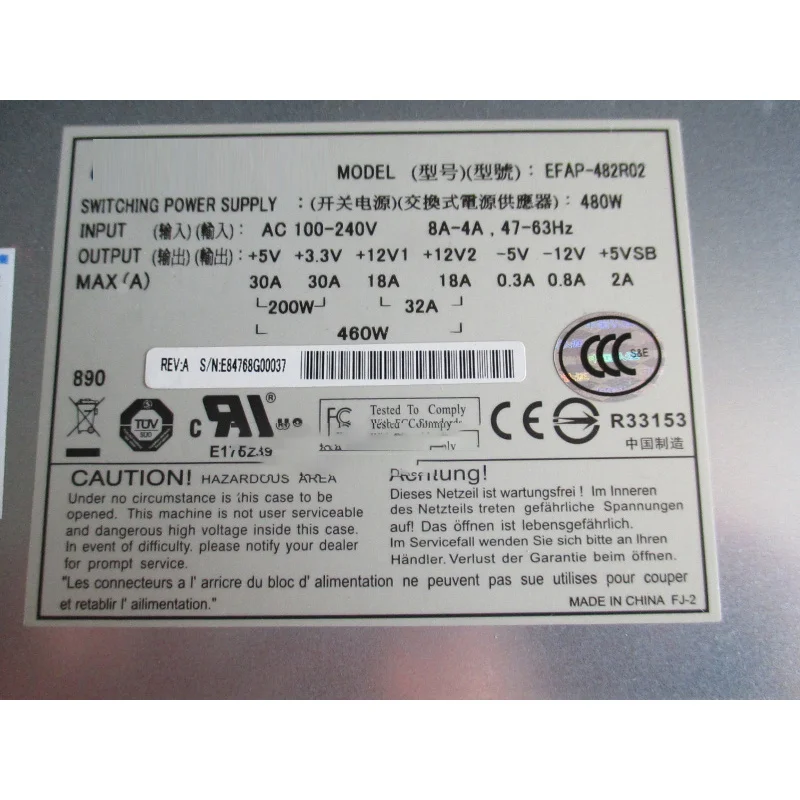 MODEL (型号)(型號): EFAP-482R02
SWITCHING POWER SUPPLY :(开关电源)(交換式電源供應器): 480W
INPUT (输入)(輸入): AC 100-240V 8A-4A , 47-63Hz
OUTPUT (输出)(輸出): +5V +3.3V +12V1 +12V2 -5V -12V +5VSB
MAX (A) 30A 30A 18A 18A 0.3A 0.8A 2A
200W 32A
460W
REV:A S/N:E84768G00037
CCC S&E
890
TÜV
c RU us
FC Tested To Comply
CE
R33153
中国制造
CAUTION! HAZARDOUS AREA
Under no circumstance is this case to be
opened. This machine is not user serviceable
and dangerous high voltage inside this case.
In event of difficulty. please notify your dealer
for prompt service.
Dieses Netzeil ist wartungsfrei! Im Inneren
des Netzteils treten gefährliche Spannungen
auf! Das öffnen ist lebensgefährlich.
Im Servicefall wenden Sie sich bitte an Ihren
Händler. Verlust der Garantie beim öffnen.
"Les connecteurs a l' arricre du bloc d' alimentation ne peuvent pas sue utilises pour couper
et retablir l' ailimentation."
MADE IN CHINA FJ-2